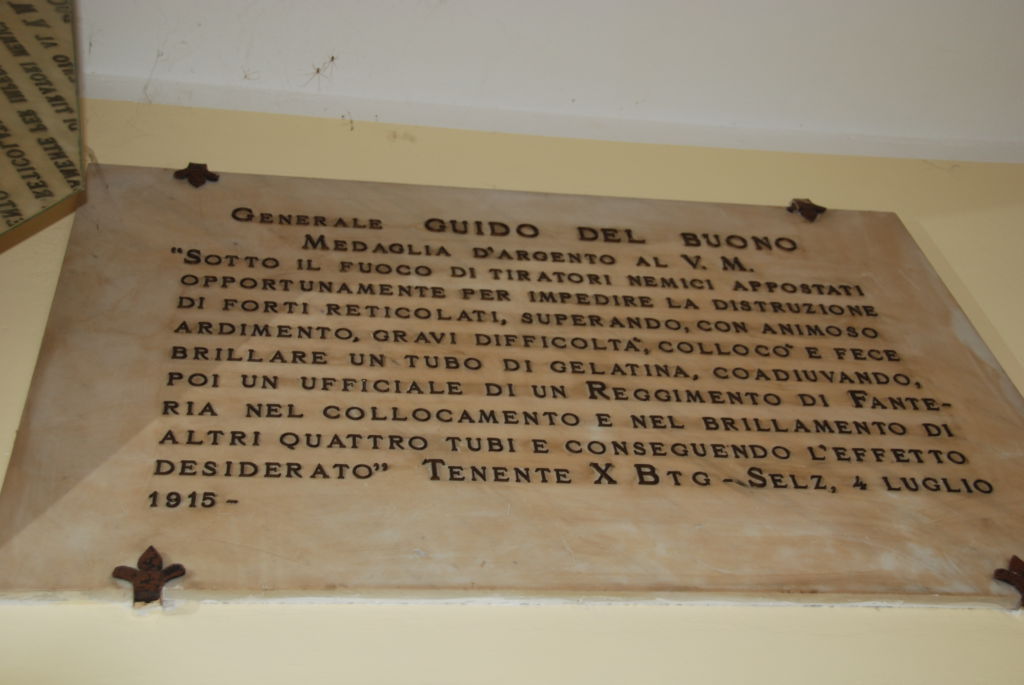 GENERALE GUIDO DEL BUONO
MEDAGLIA D'ARGENTO AL V. M.
"SOTTO IL FUOCO DI TIRATORI NEMICI APPOSTATI
OPPORTUNAMENTE PER IMPEDIRE LA DISTRUZIONE
DI FORTI RETICOLATI, SUPERANDO, CON ANIMOSO
ARDIMENTO, GRAVI DIFFICOLTÀ, COLLOCÒ E FECE
BRILLARE UN TUBO DI GELATINA, COADIUVANDO,
POI UN UFFICIALE DI UN REGGIMENTO DI FANTE-
RIA NEL COLLOCAMENTO E NEL BRILLAMENTO DI
ALTRI QUATTRO TUBI E CONSEGUENDO L'EFFETTO
DESIDERATO" TENENTE X BTG - SELZ, 4 LUGLIO
1915 -